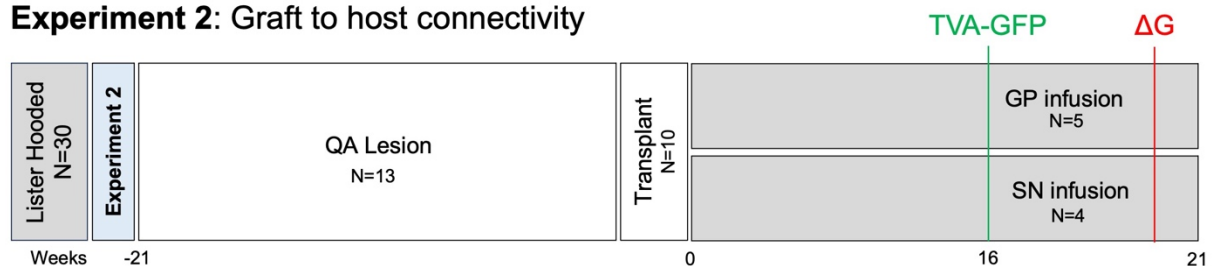 Experiment 2: Graft to host connectivity
TVA-GFP
ΔG
Lister Hooded
N=30
Experiment 2
QA Lesion
N=13
Transplant
N=10
GP infusion
N=5
SN infusion
N=4
Weeks -21 0 16 21